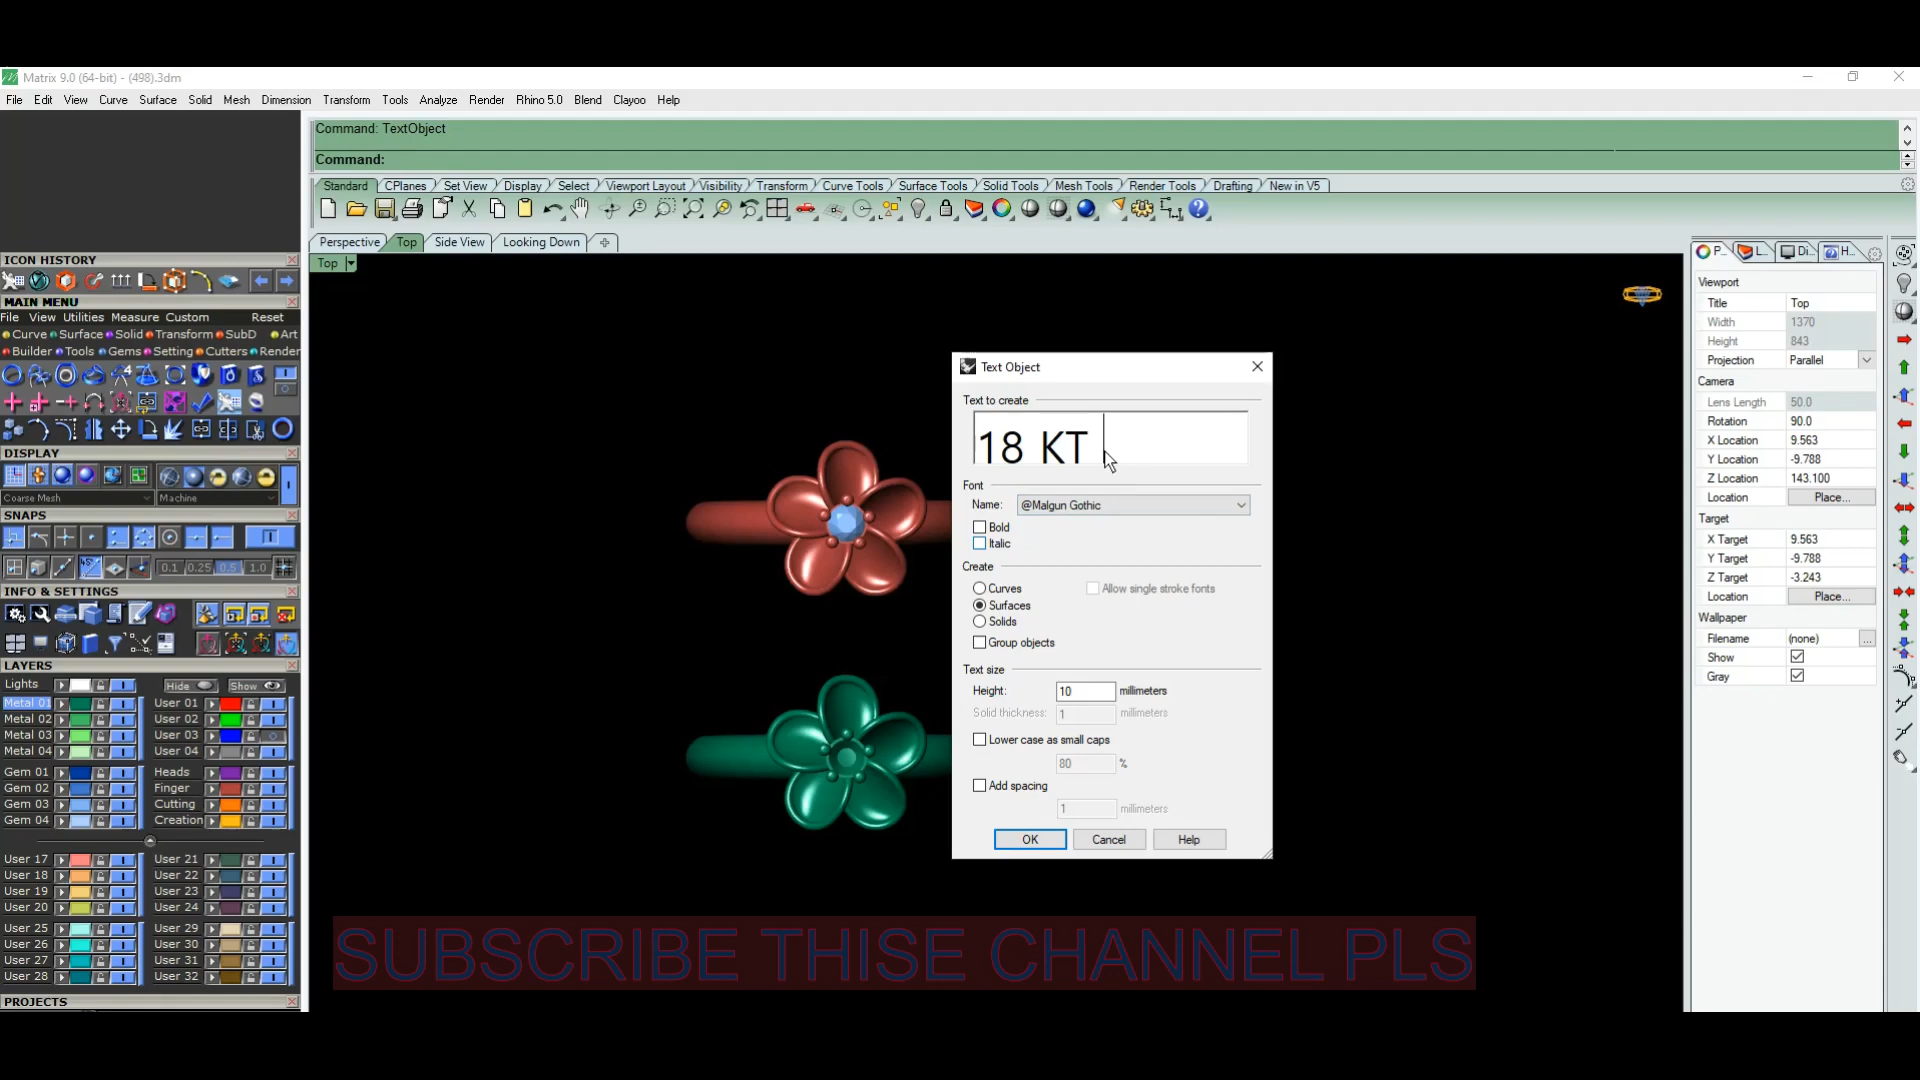 Matrix 9.0 (64-bit) - (498).3dm
File Edit View Curve Surface Solid Mesh Dimension Transform Tools Analyze Render Rhino 5.0 Blend Clayoo Help
Command: TextObject
Command:
Standard CPlanes Set View Display Select Viewport Layout Visibility Transform Curve Tools Surface Tools Solid Tools Mesh Tools Render Tools Drafting New in V5
Perspective Top Side View Looking Down
Top
ICON HISTORY
MAIN MENU
File View Utilities Measure Custom Reset
Curve Surface Solid Transform SubD Art
Builder Tools Gems Setting Cutters Render
DISPLAY
Coarse Mesh Machine
SNAPS
0.1 0.25 0.5 1.0
INFO & SETTINGS
LAYERS
Lights Hide Show
Metal 01 User 01
Metal 02 User 02
Metal 03 User 03
Metal 04 User 04
Gem 01 Heads
Gem 02 Finger
Gem 03 Cutting
Gem 04 Creation
User 17 User 21
User 18 User 22
User 19 User 23
User 20 User 24
User 25 User 29
User 26 User 30
User 27 User 31
User 28 User 32
PROJECTS
Text Object
Text to create
18 KT
Font
Name: @Malgun Gothic
Bold
Italic
Create
Curves Allow single stroke fonts
Surfaces
Solids
Group objects
Text size
Height: 10 millimeters
Solid thickness: 1 millimeters
Lower case as small caps
80 %
Add spacing
1 millimeters
OK Cancel Help
SUBSCRIBE THISE CHANNEL PLS
P... L... Di... H...
Viewport
Title Top
Width 1370
Height 843
Projection Parallel
Camera
Lens Length 50.0
Rotation 90.0
X Location 9.563
Y Location -9.788
Z Location 143.100
Location Place...
Target
X Target 9.563
Y Target -9.788
Z Target -3.243
Location Place...
Wallpaper
Filename (none) ...
Show
Gray